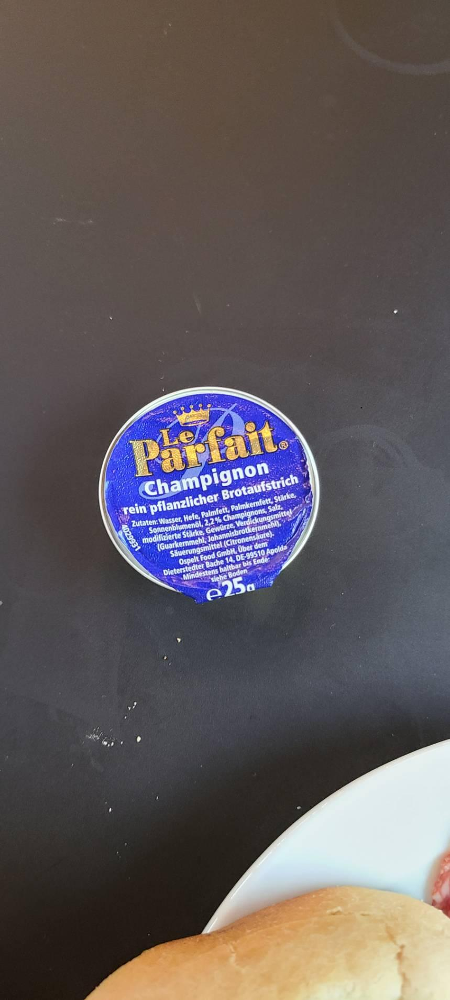 Le
Parfait®
Champignon
rein pflanzlicher Brotaufstrich
Zutaten: Wasser, Hefe, Palmfett, Palmkernfett, Stärke,
Sonnenblumenöl, 2,2% Champignons, Salz,
modifizierte Stärke, Gewürze, Verdickungsmittel
(Guarkernmehl, Johannisbrotkernmehl),
Säuerungsmittel (Citronensäure).
Ospelt Food GmbH, Über dem
Dieterstedter Bache 14, DE-99510 Apolda
Mindestens haltbar bis Ende:
siehe Boden
℮25g
4029931